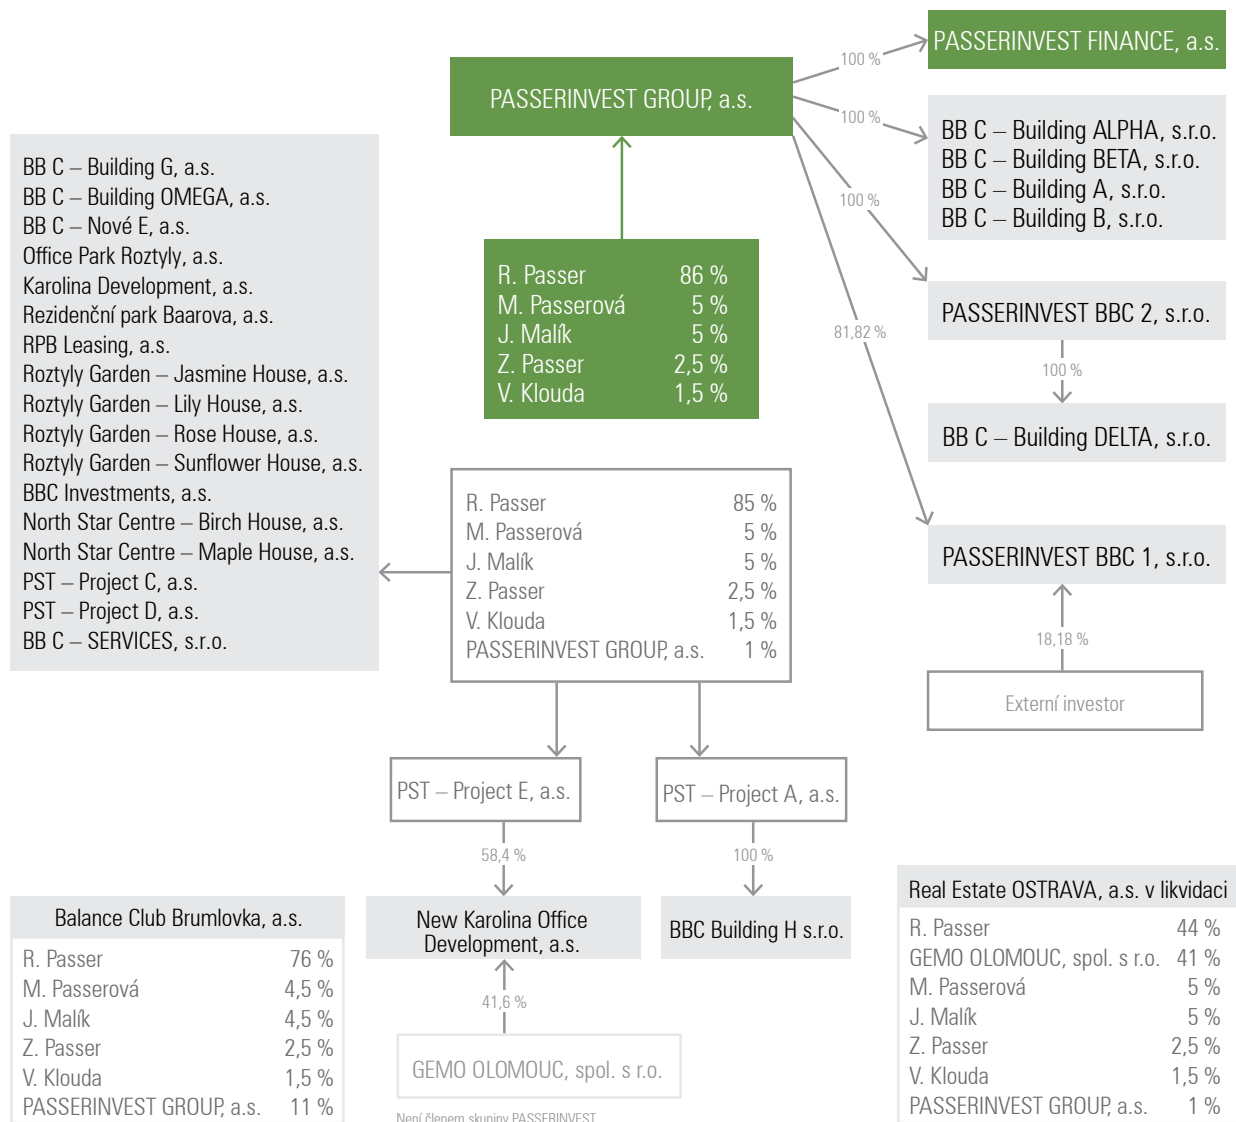 PASSERINVEST GROUP, a.s.
100 %
PASSERINVEST FINANCE, a.s.
100 %
BB C – Building ALPHA, s.r.o.
BB C – Building BETA, s.r.o.
BB C – Building A, s.r.o.
BB C – Building B, s.r.o.
100 %
PASSERINVEST BBC 2, s.r.o.
100 %
BB C – Building DELTA, s.r.o.
81,82 %
PASSERINVEST BBC 1, s.r.o.
18,18 %
Externí investor
R. Passer 86 %
M. Passerová 5 %
J. Malík 5 %
Z. Passer 2,5 %
V. Klouda 1,5 %
BB C – Building G, a.s.
BB C – Building OMEGA, a.s.
BB C – Nové E, a.s.
Office Park Roztyly, a.s.
Karolina Development, a.s.
Rezidenční park Baarova, a.s.
RPB Leasing, a.s.
Roztyly Garden – Jasmine House, a.s.
Roztyly Garden – Lily House, a.s.
Roztyly Garden – Rose House, a.s.
Roztyly Garden – Sunflower House, a.s.
BBC Investments, a.s.
North Star Centre – Birch House, a.s.
North Star Centre – Maple House, a.s.
PST – Project C, a.s.
PST – Project D, a.s.
BB C – SERVICES, s.r.o.
R. Passer 85 %
M. Passerová 5 %
J. Malík 5 %
Z. Passer 2,5 %
V. Klouda 1,5 %
PASSERINVEST GROUP, a.s. 1 %
PST – Project E, a.s.
PST – Project A, a.s.
58,4 %
100 %
New Karolina Office
Development, a.s.
BBC Building H s.r.o.
41,6 %
GEMO OLOMOUC, spol. s r.o.
Není členem skupiny PASSERINVEST
Balance Club Brumlovka, a.s.
R. Passer 76 %
M. Passerová 4,5 %
J. Malík 4,5 %
Z. Passer 2,5 %
V. Klouda 1,5 %
PASSERINVEST GROUP, a.s. 11 %
Real Estate OSTRAVA, a.s. v likvidaci
R. Passer 44 %
GEMO OLOMOUC, spol. s r.o. 41 %
M. Passerová 5 %
J. Malík 5 %
Z. Passer 2,5 %
V. Klouda 1,5 %
PASSERINVEST GROUP, a.s. 1 %